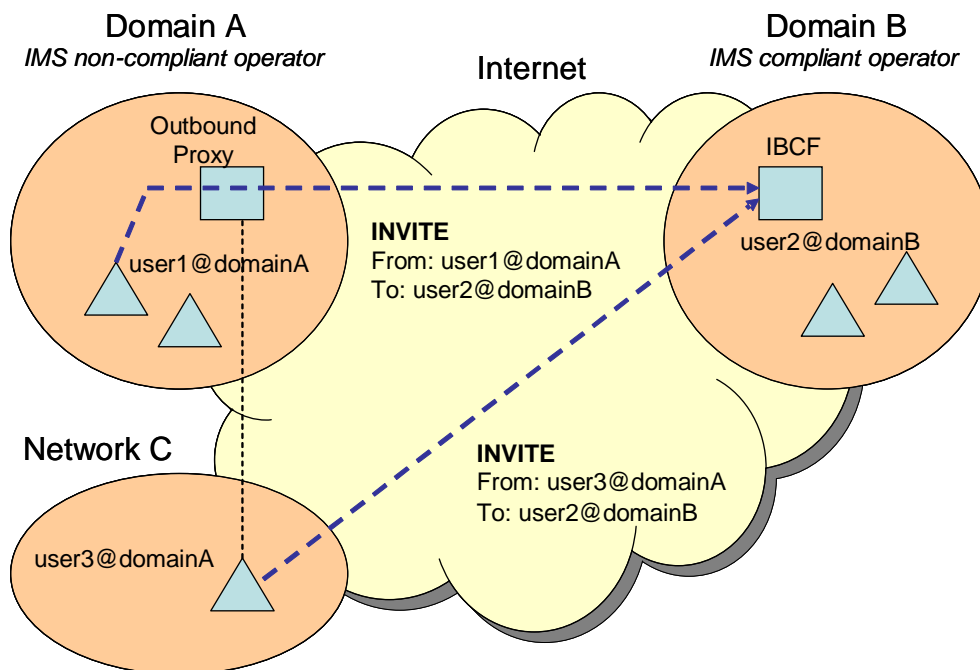 Domain A
IMS non-compliant operator
Domain B
IMS compliant operator
Internet
Outbound
Proxy
IBCF
user1@domainA
INVITE
From: user1@domainA
To: user2@domainB
user2@domainB
Network C
INVITE
From: user3@domainA
To: user2@domainB
user3@domainA